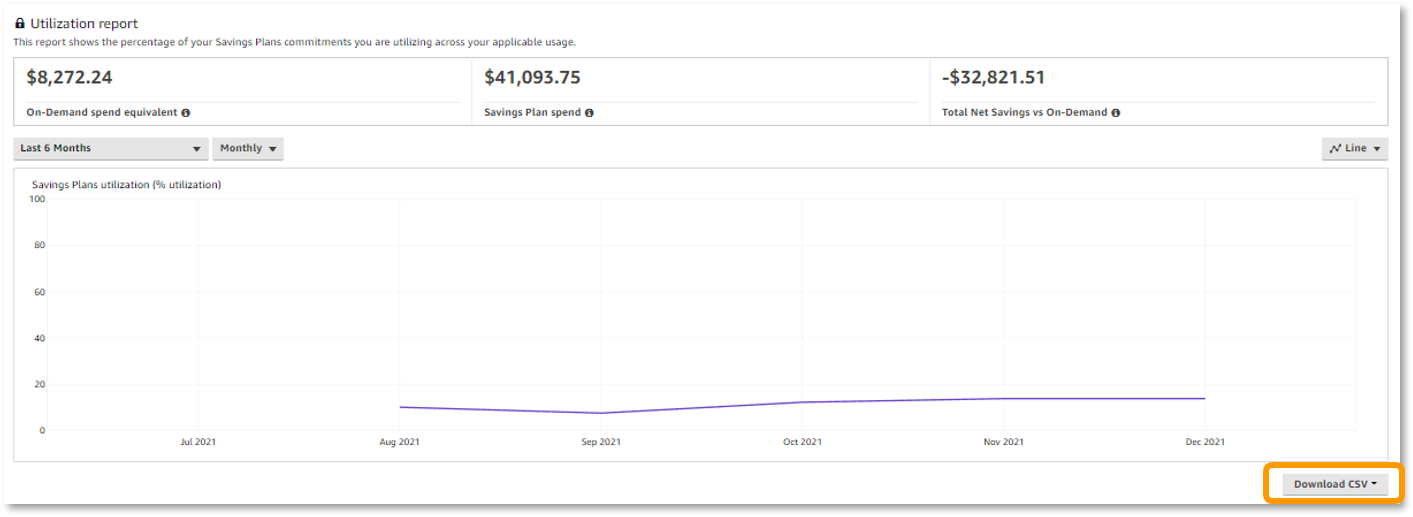 Utilization report
This report shows the percentage of your Savings Plans commitments you are utilizing across your applicable usage.
$8,272.24
On-Demand spend equivalent
$41,093.75
Savings Plan spend
-$32,821.51
Total Net Savings vs On-Demand
Last 6 Months
Monthly
Line
Savings Plans utilization (% utilization)
100
80
60
40
20
0
Jul 2021
Aug 2021
Sep 2021
Oct 2021
Nov 2021
Dec 2021
Download CSV